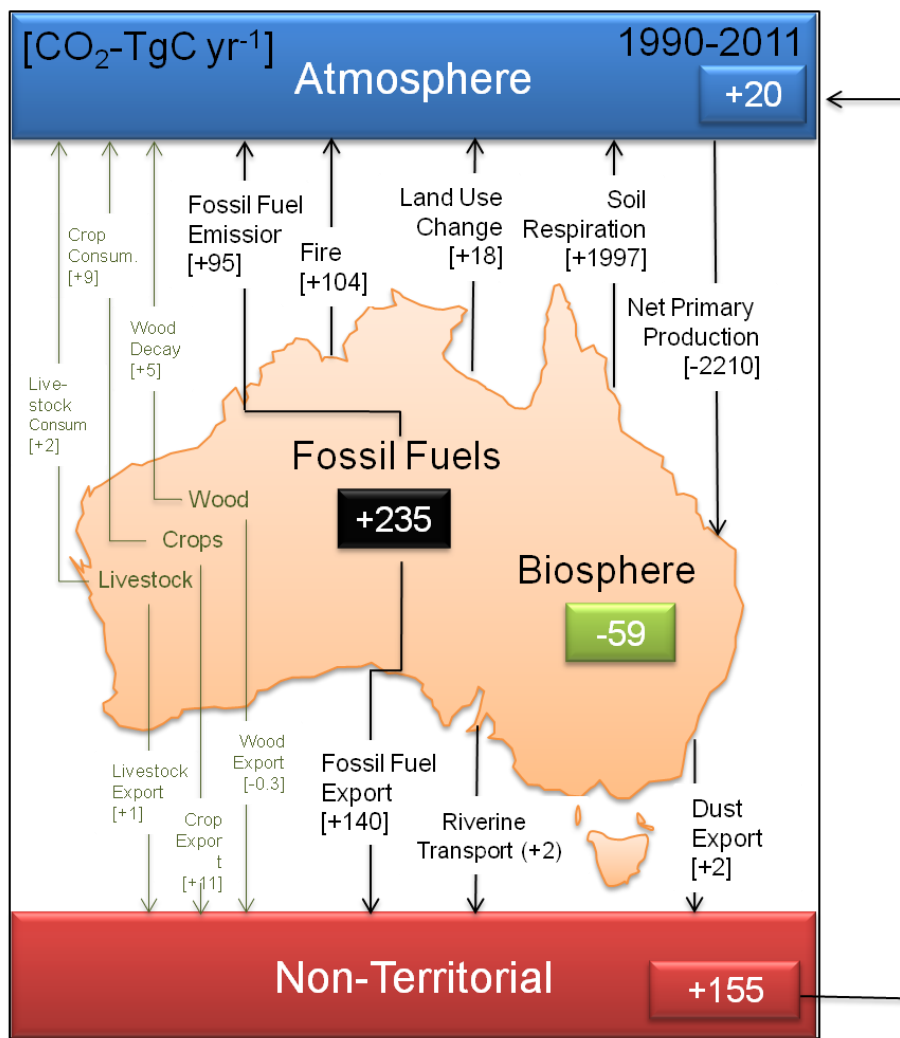 [CO₂-TgC yr⁻¹]
1990-2011
Atmosphere
+20
Fossil Fuel
Emission
[+95]
Fire
[+104]
Land Use
Change
[+18]
Soil
Respiration
[+1997]
Net Primary
Production
[-2210]
Crop
Consum.
[+9]
Wood
Decay
[+5]
Live-
stock
Consum
[+2]
Fossil Fuels
+235
Wood
Crops
Livestock
Biosphere
-59
Livestock
Export
[+1]
Crop
Expor
t
[+11]
Wood
Export
[-0.3]
Fossil Fuel
Export
[+140]
Riverine
Transport (+2)
Dust
Export
[+2]
Non-Territorial
+155